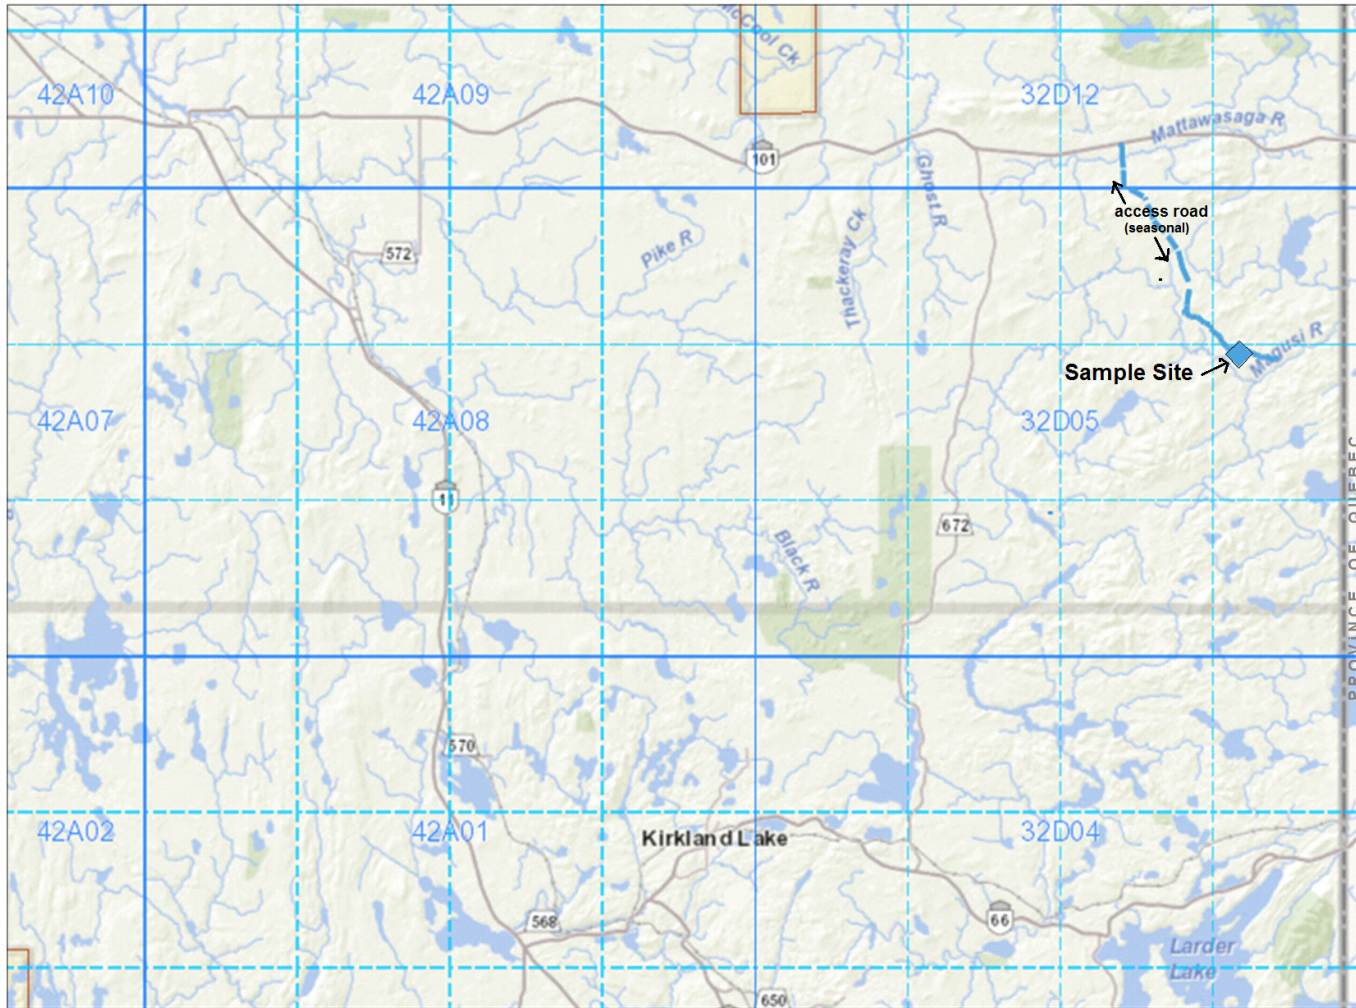 McCool Ck
42A10
42A09
32D12
Mattawasaga R
101
Ghost R
access road
(seasonal)
572
Pike R
Thackeray Ck
Magusi R
Sample Site
42A07
42A08
32D05
11
672
PROVINCE OF QUEBEC
Black R
570
42A02
42A01
Kirkland Lake
32D04
568
66
Larder
Lake
650